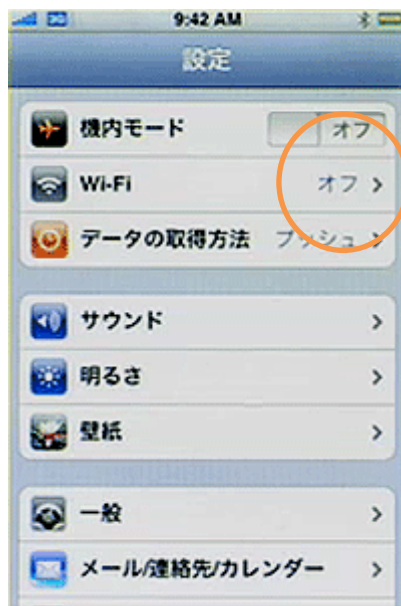 3G 9:42 AM
設定
機内モード オフ
Wi-Fi オフ
データの取得方法 プッシュ
サウンド
明るさ
壁紙
一般
メール/連絡先/カレンダー